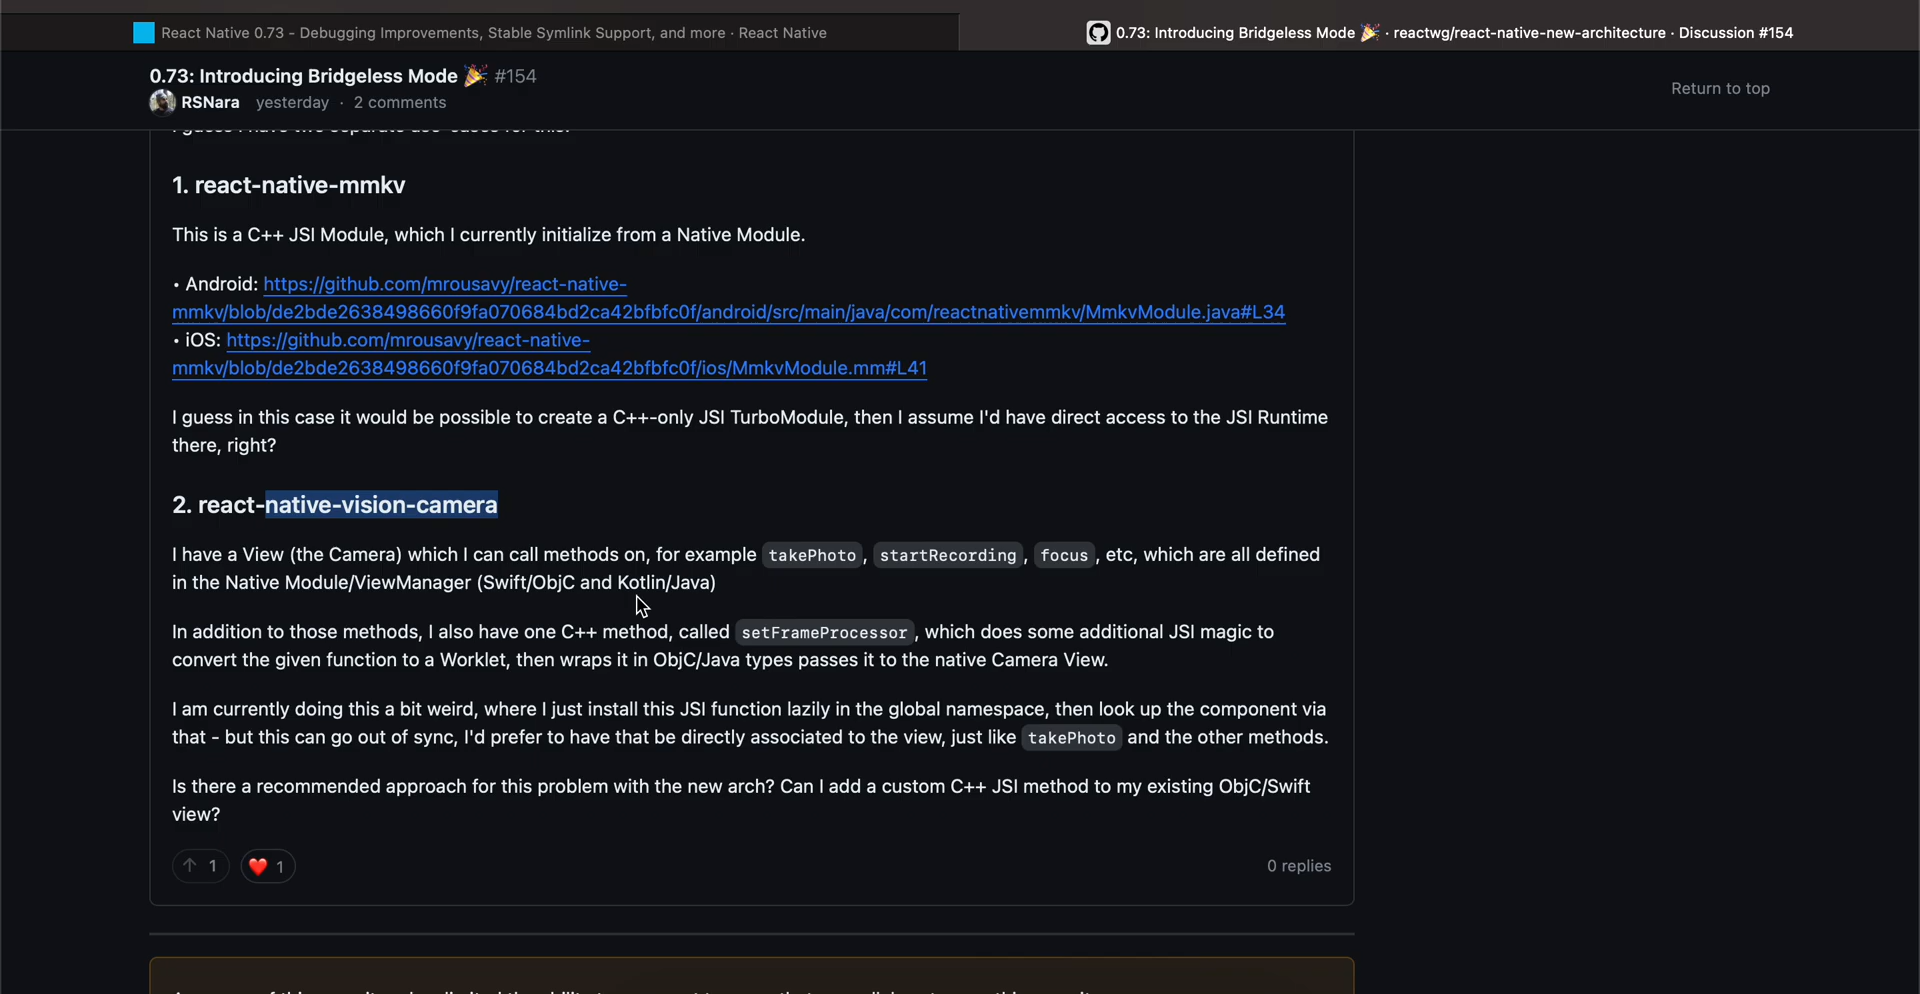 React Native 0.73 - Debugging Improvements, Stable Symlink Support, and more · React Native
0.73: Introducing Bridgeless Mode 🎉 · reactwg/react-native-new-architecture · Discussion #154
0.73: Introducing Bridgeless Mode 🎉 #154
RSNara yesterday · 2 comments
Return to top
1. react-native-mmkv
This is a C++ JSI Module, which I currently initialize from a Native Module.
• Android: https://github.com/mrousavy/react-native-
mmkv/blob/de2bde2638498660f9fa070684bd2ca42bfbfc0f/android/src/main/java/com/reactnativemmkv/MmkvModule.java#L34
• iOS: https://github.com/mrousavy/react-native-
mmkv/blob/de2bde2638498660f9fa070684bd2ca42bfbfc0f/ios/MmkvModule.mm#L41
I guess in this case it would be possible to create a C++-only JSI TurboModule, then I assume I'd have direct access to the JSI Runtime
there, right?
2. react-native-vision-camera
I have a View (the Camera) which I can call methods on, for example takePhoto, startRecording, focus, etc, which are all defined
in the Native Module/ViewManager (Swift/ObjC and Kotlin/Java)
In addition to those methods, I also have one C++ method, called setFrameProcessor, which does some additional JSI magic to
convert the given function to a Worklet, then wraps it in ObjC/Java types passes it to the native Camera View.
I am currently doing this a bit weird, where I just install this JSI function lazily in the global namespace, then look up the component via
that - but this can go out of sync, I'd prefer to have that be directly associated to the view, just like takePhoto and the other methods.
Is there a recommended approach for this problem with the new arch? Can I add a custom C++ JSI method to my existing ObjC/Swift
view?
↑ 1 ❤️ 1
0 replies